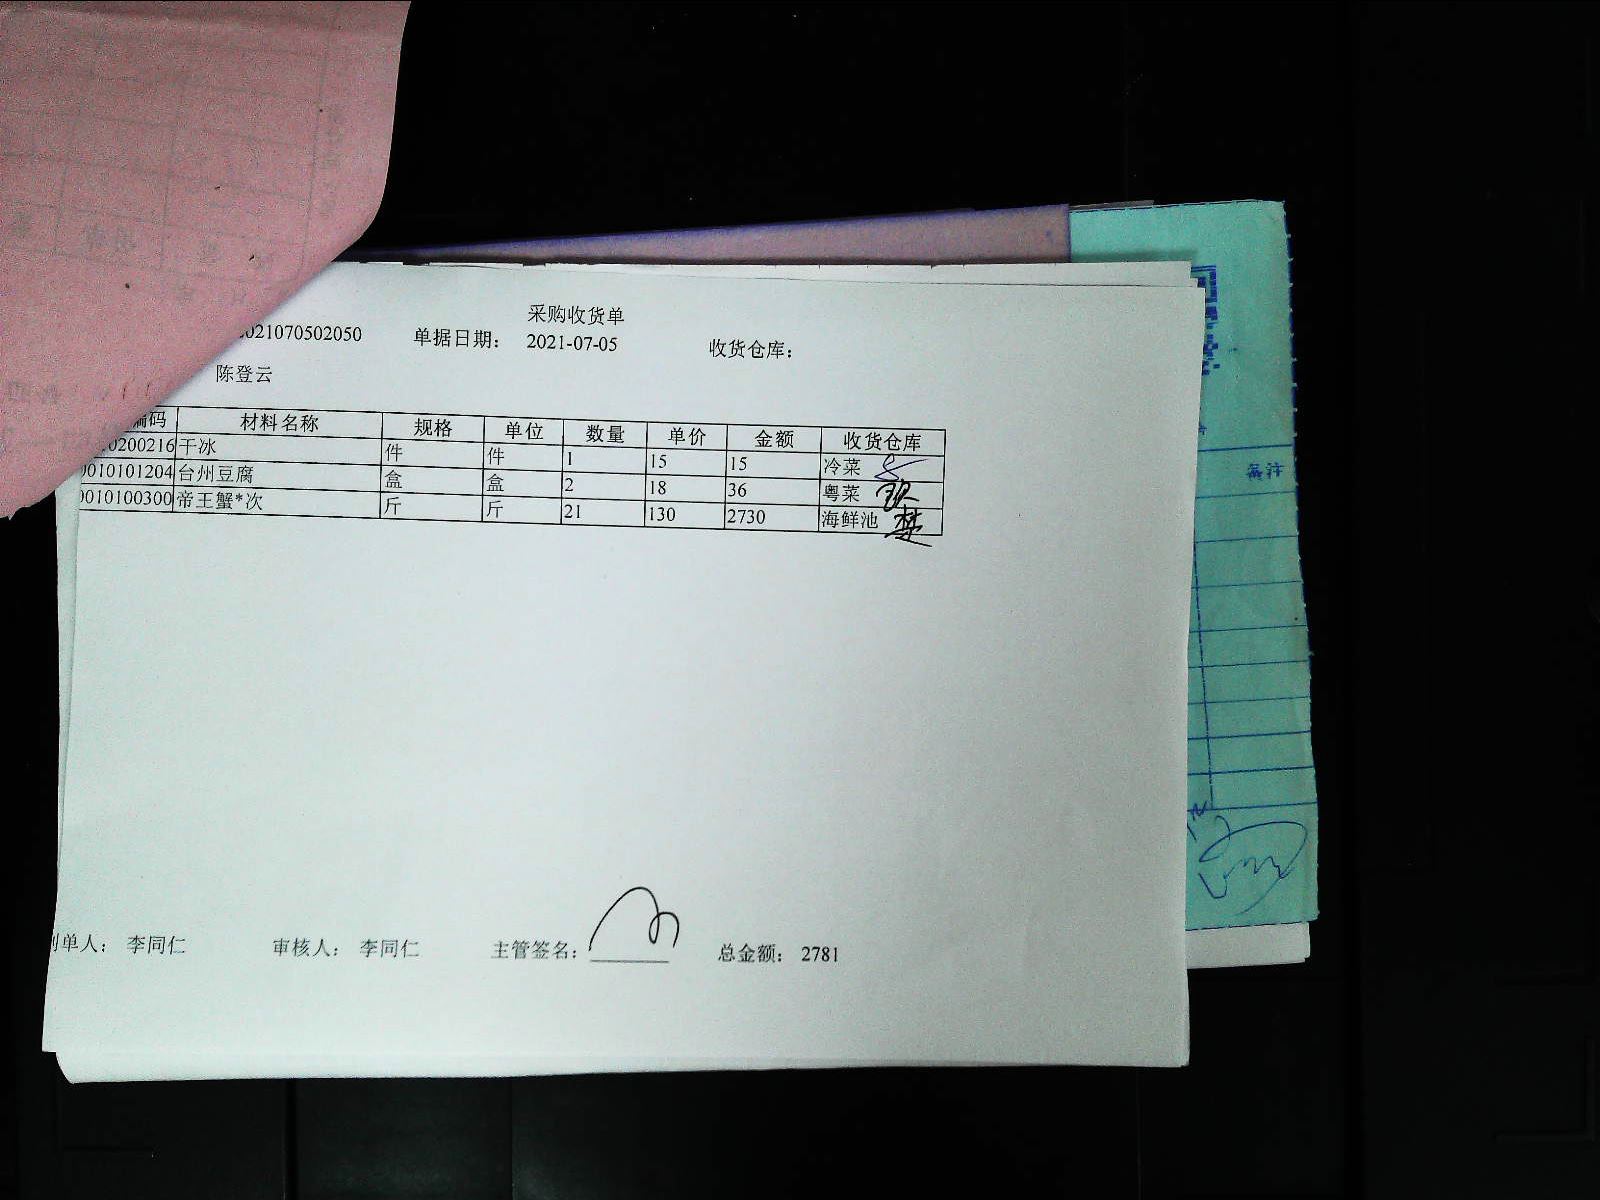 采购收货单
021070502050 单据日期： 2021-07-05 收货仓库：
陈登云
编码 材料名称 规格 单位 数量 单价 金额 收货仓库
0200216 干冰 件 件 1 15 15 冷菜
0010101204 台州豆腐 盒 盒 2 18 36 粤菜
0010100300 帝王蟹*次 斤 斤 21 130 2730 海鲜池
制单人： 李同仁 审核人： 李同仁 主管签名： 总金额： 2781
备注